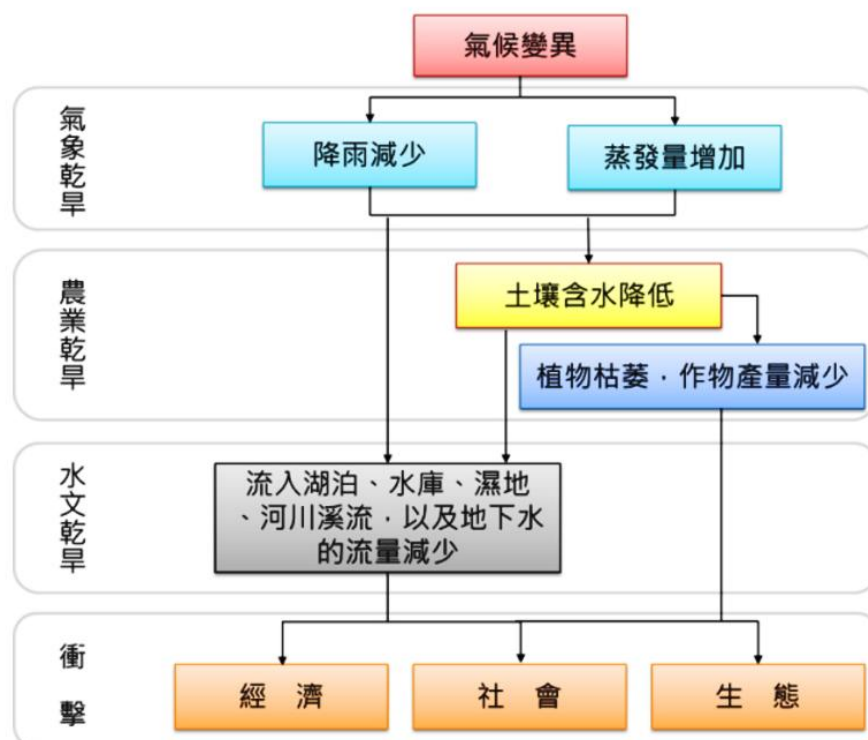 氣候變異
氣象乾旱
降雨減少
蒸發量增加
農業乾旱
土壤含水降低
植物枯萎，作物產量減少
水文乾旱
流入湖泊、水庫、濕地
、河川溪流，以及地下水
的流量減少
衝擊
經 濟
社 會
生 態